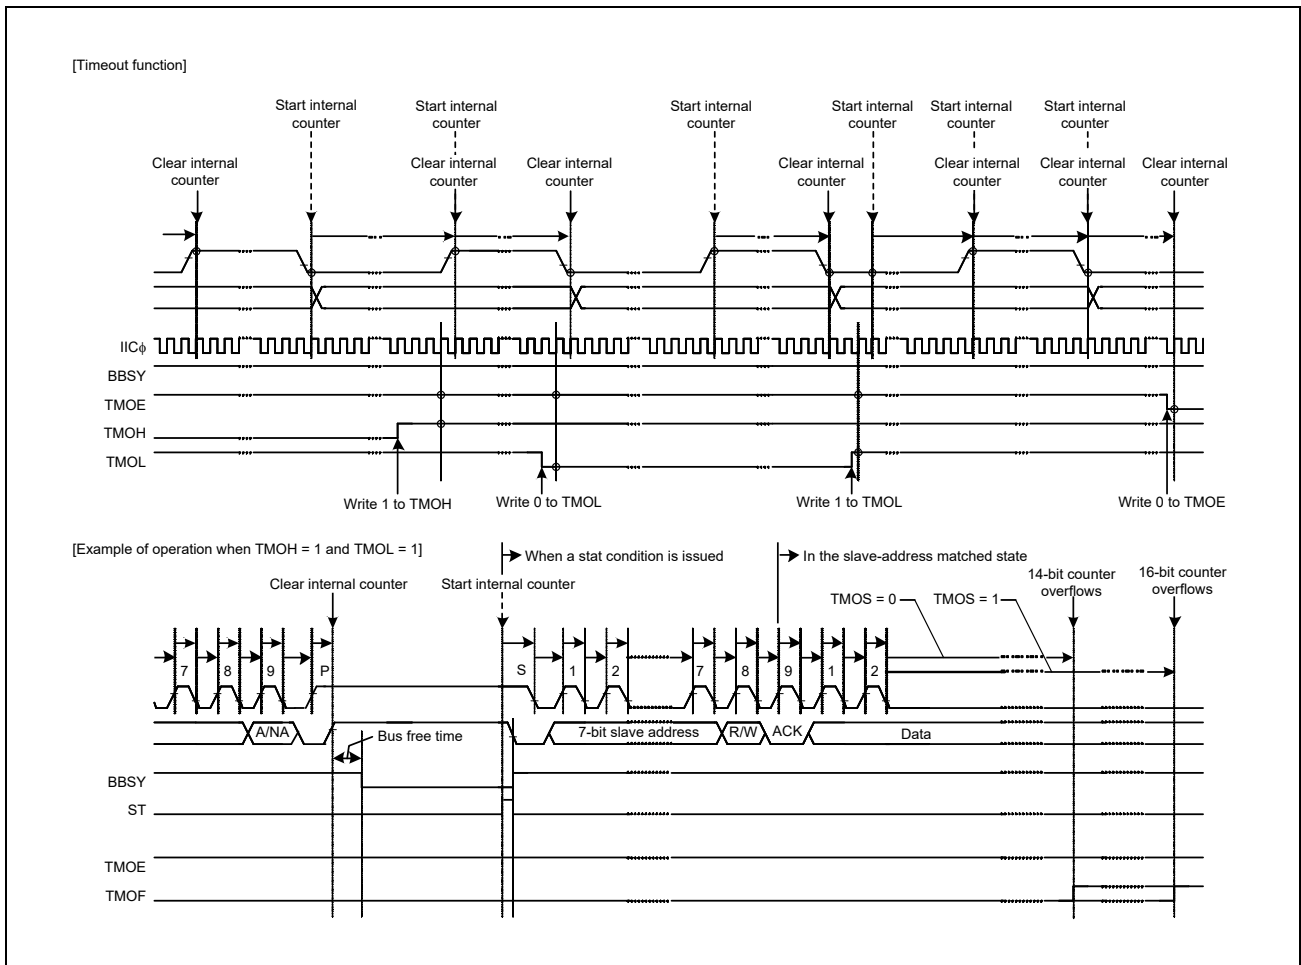 [Timeout function]
Start internal
counter
Start internal
counter
Start internal
counter
Start internal
counter
Start internal
counter
Start internal
counter
Clear internal
counter
Clear internal
counter
Clear internal
counter
Clear internal
counter
Clear internal
counter
Clear internal
counter
Clear internal
counter
IICϕ
BBSY
TMOE
TMOH
TMOL
Write 1 to TMOH
Write 0 to TMOL
Write 1 to TMOL
Write 0 to TMOE
[Example of operation when TMOH = 1 and TMOL = 1]
When a stat condition is issued
In the slave-address matched state
Clear internal counter
Start internal counter
14-bit counter
overflows
16-bit counter
overflows
TMOS = 0
TMOS = 1
7 8 9 P S 1 2 7 8 9 1 2
A/NA
7-bit slave address
R/W
ACK
Data
Bus free time
BBSY
ST
TMOE
TMOF